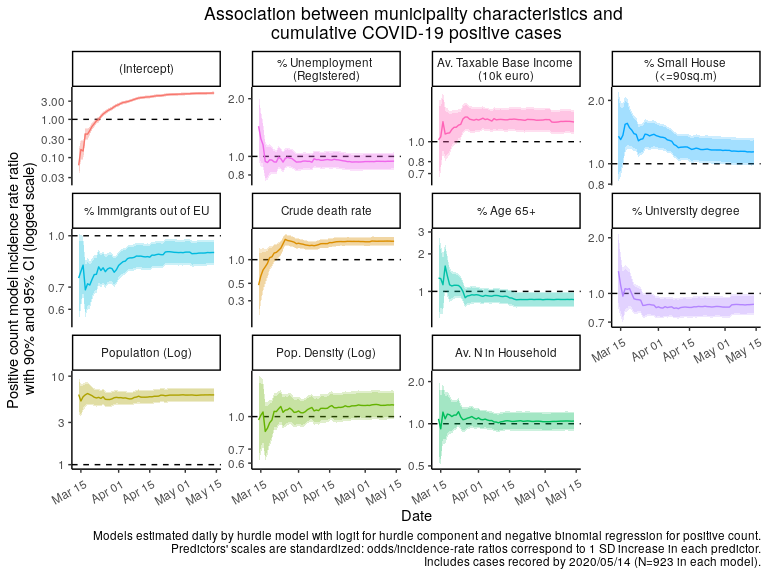 Association between municipality characteristics and
cumulative COVID-19 positive cases
Positive count model incidence rate ratio
with 90% and 95% CI (logged scale)
(Intercept)
3.00
1.00
0.30
0.10
0.03
% Unemployment
(Registered)
2.0
1.0
0.8
Av. Taxable Base Income
(10k euro)
1.0
0.8
0.7
% Small House
(<=90sq.m)
2.0
1.0
0.8
% Immigrants out of EU
1.0
0.7
0.6
Crude death rate
1.0
0.5
0.3
% Age 65+
3
2
1
% University degree
2.0
1.0
0.7
Mar 15
Apr 01
Apr 15
May 01
May 15
Population (Log)
10
3
1
Mar 15
Apr 01
Apr 15
May 01
May 15
Pop. Density (Log)
1.0
0.7
0.6
Mar 15
Apr 01
Apr 15
May 01
May 15
Av. N in Household
2.0
1.0
0.5
Mar 15
Apr 01
Apr 15
May 01
May 15
Date
Models estimated daily by hurdle model with logit for hurdle component and negative binomial regression for positive count.
Predictors' scales are standardized: odds/incidence-rate ratios correspond to 1 SD increase in each predictor.
Includes cases recored by 2020/05/14 (N=923 in each model).